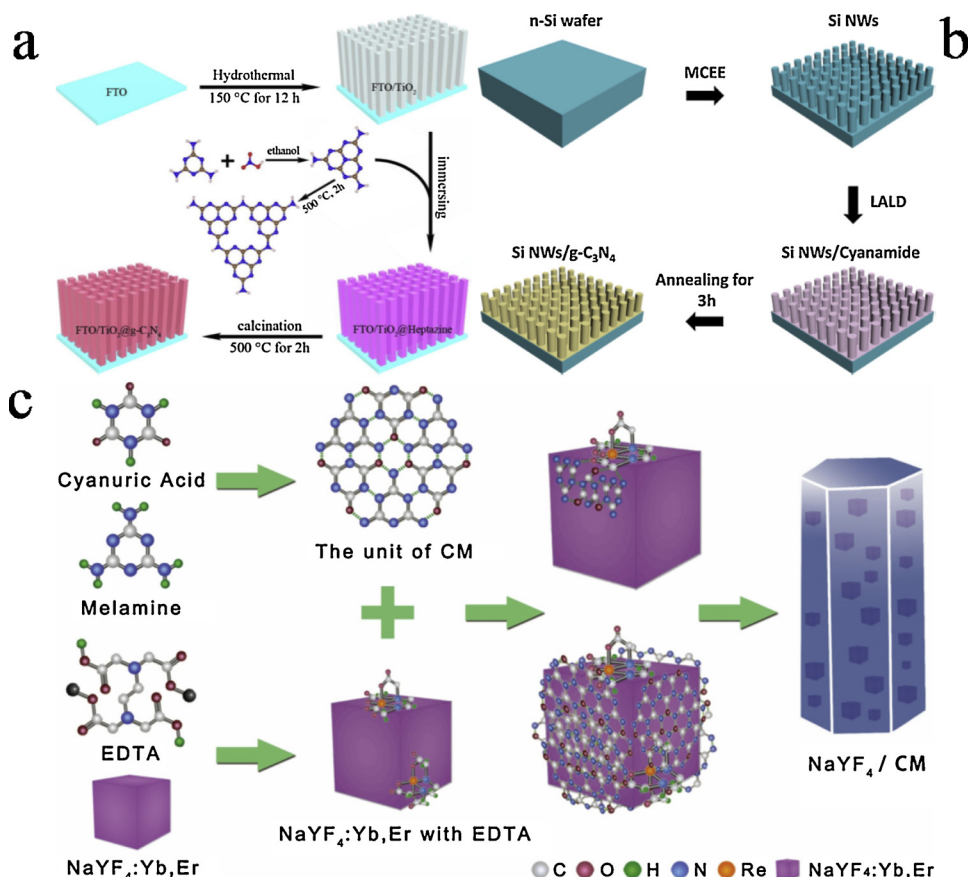 a
FTO
Hydrothermal
150 °C for 12 h
FTO/TiO₂
ethanol
500 °C, 2h
immersing
FTO/TiO₂@g-C₃N₄
calcination
500 °C for 2h
FTO/TiO₂@Heptazine
b
n-Si wafer
MCEE
Si NWs
LALD
Si NWs/g-C₃N₄
Annealing for
3h
Si NWs/Cyanamide
c
Cyanuric Acid
Melamine
EDTA
NaYF₄:Yb,Er
The unit of CM
NaYF₄:Yb,Er with EDTA
NaYF₄ / CM
C O H N Re NaYF₄:Yb,Er